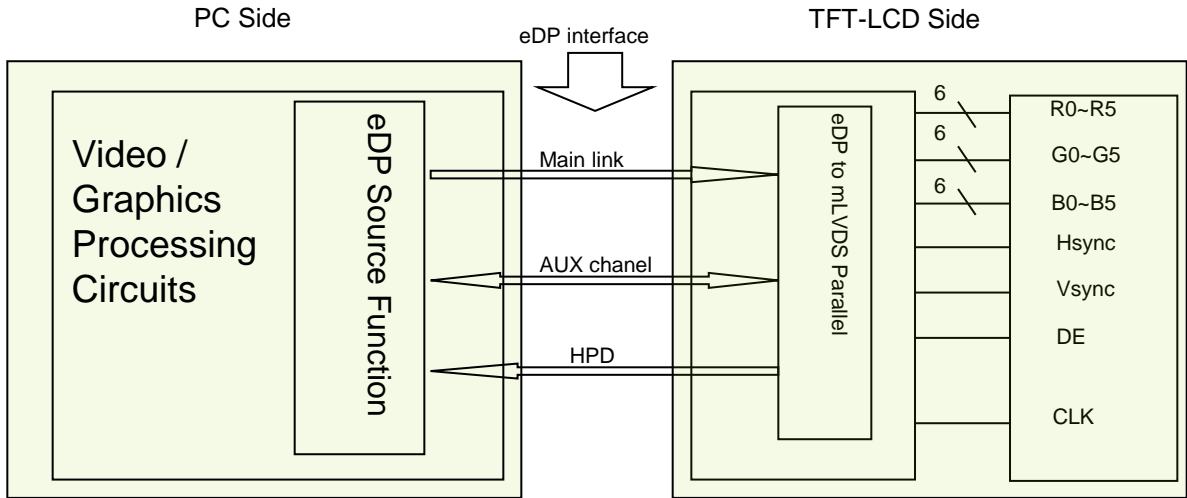 PC Side
eDP interface
TFT-LCD Side
Video /
Graphics
Processing
Circuits
eDP Source Function
Main link
AUX chanel
HPD
eDP to mLVDS Parallel
6
R0~R5
6
G0~G5
6
B0~B5
Hsync
Vsync
DE
CLK